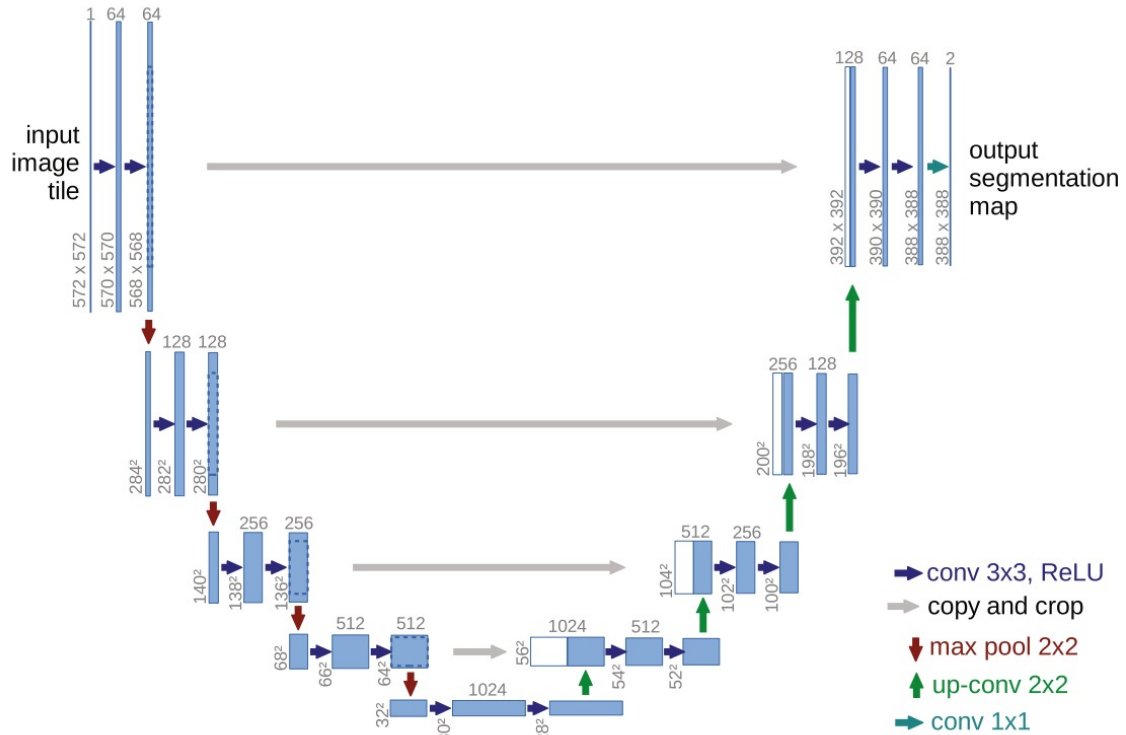 1 64 64
128 64 64 2
input
image
tile
output
segmentation
map
572 x 572
570 x 570
568 x 568
392 x 392
390 x 390
388 x 388
388 x 388
128 128
256 128
284²
282²
280²
200²
198²
196²
256 256
512 256
140²
138²
136²
104²
102²
100²
conv 3x3, ReLU
copy and crop
max pool 2x2
up-conv 2x2
conv 1x1
512 512
1024 512
68²
66²
64²
56²
54²
52²
1024
32²